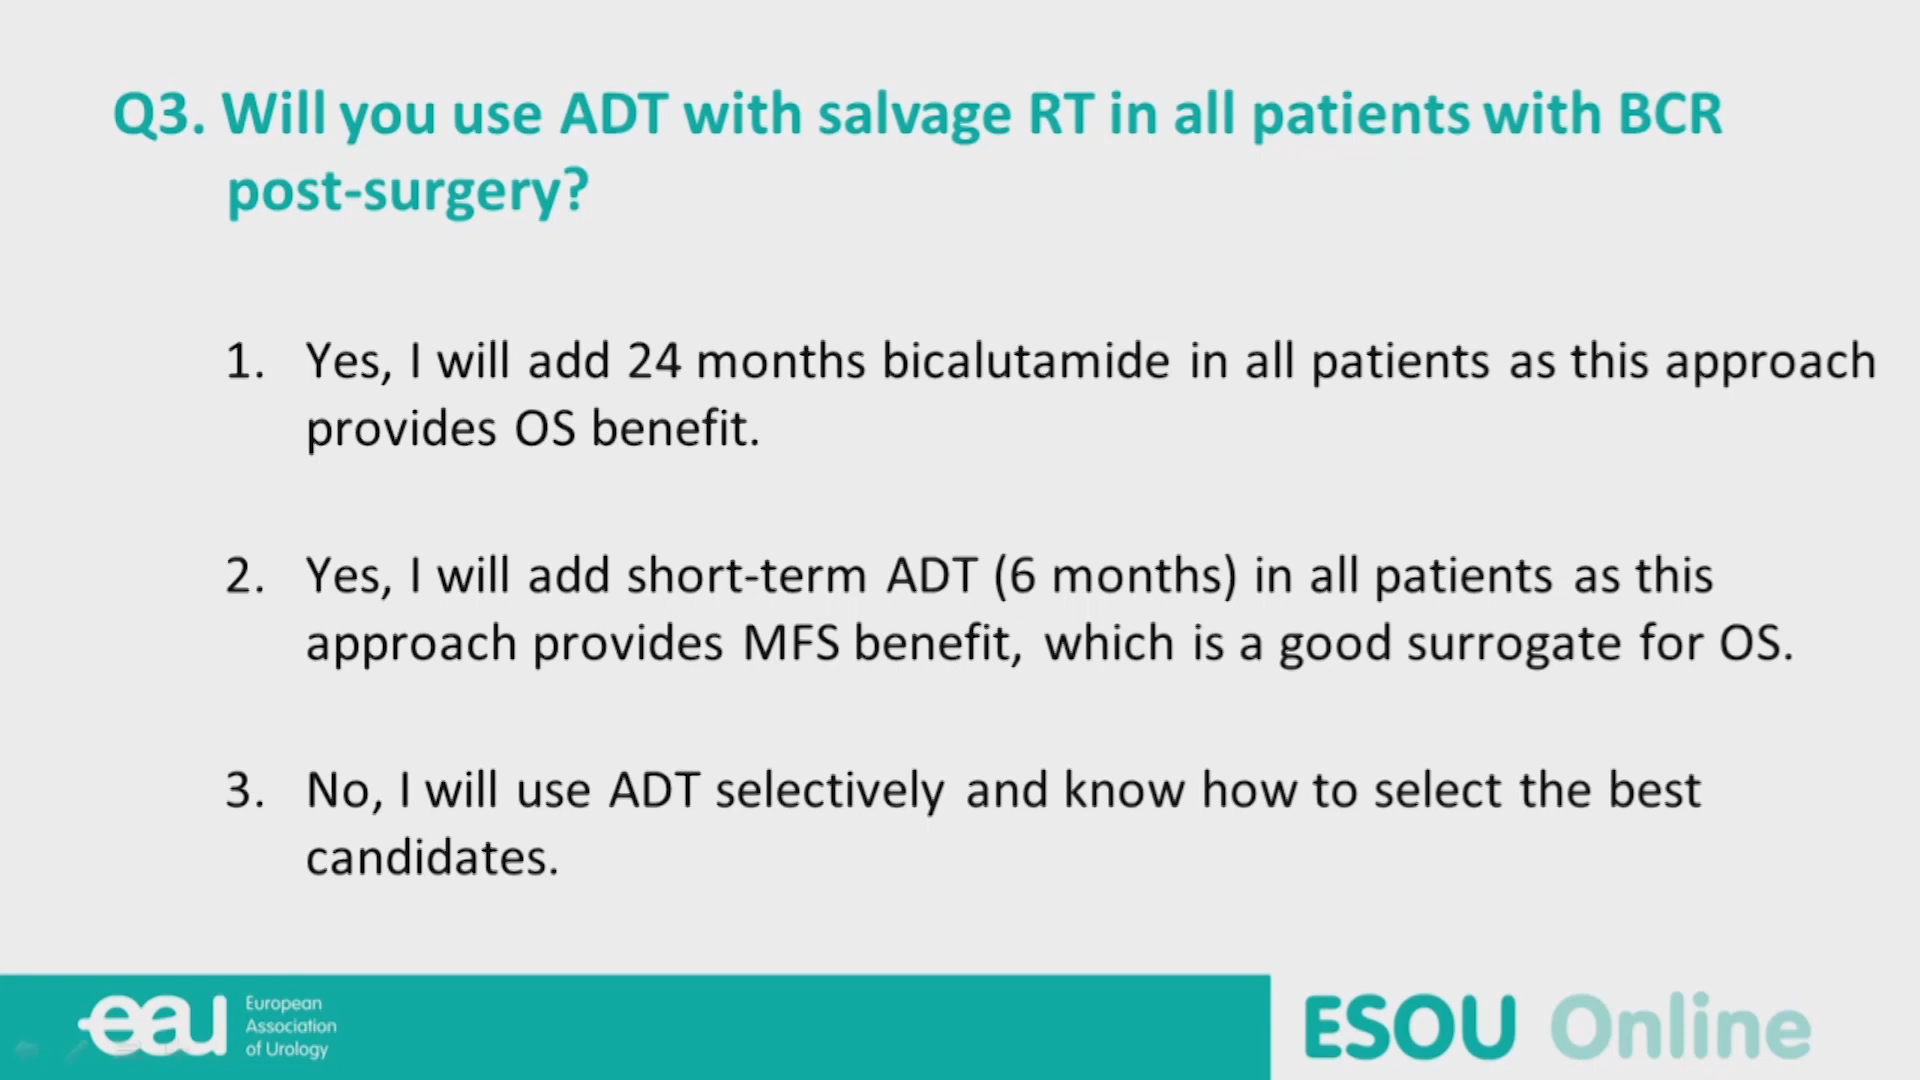 Q3. Will you use ADT with salvage RT in all patients with BCR
post-surgery?
1. Yes, I will add 24 months bicalutamide in all patients as this approach
provides OS benefit.
2. Yes, I will add short-term ADT (6 months) in all patients as this
approach provides MFS benefit, which is a good surrogate for OS.
3. No, I will use ADT selectively and know how to select the best
candidates.
eau
European
Association
of Urology
ESOU Online